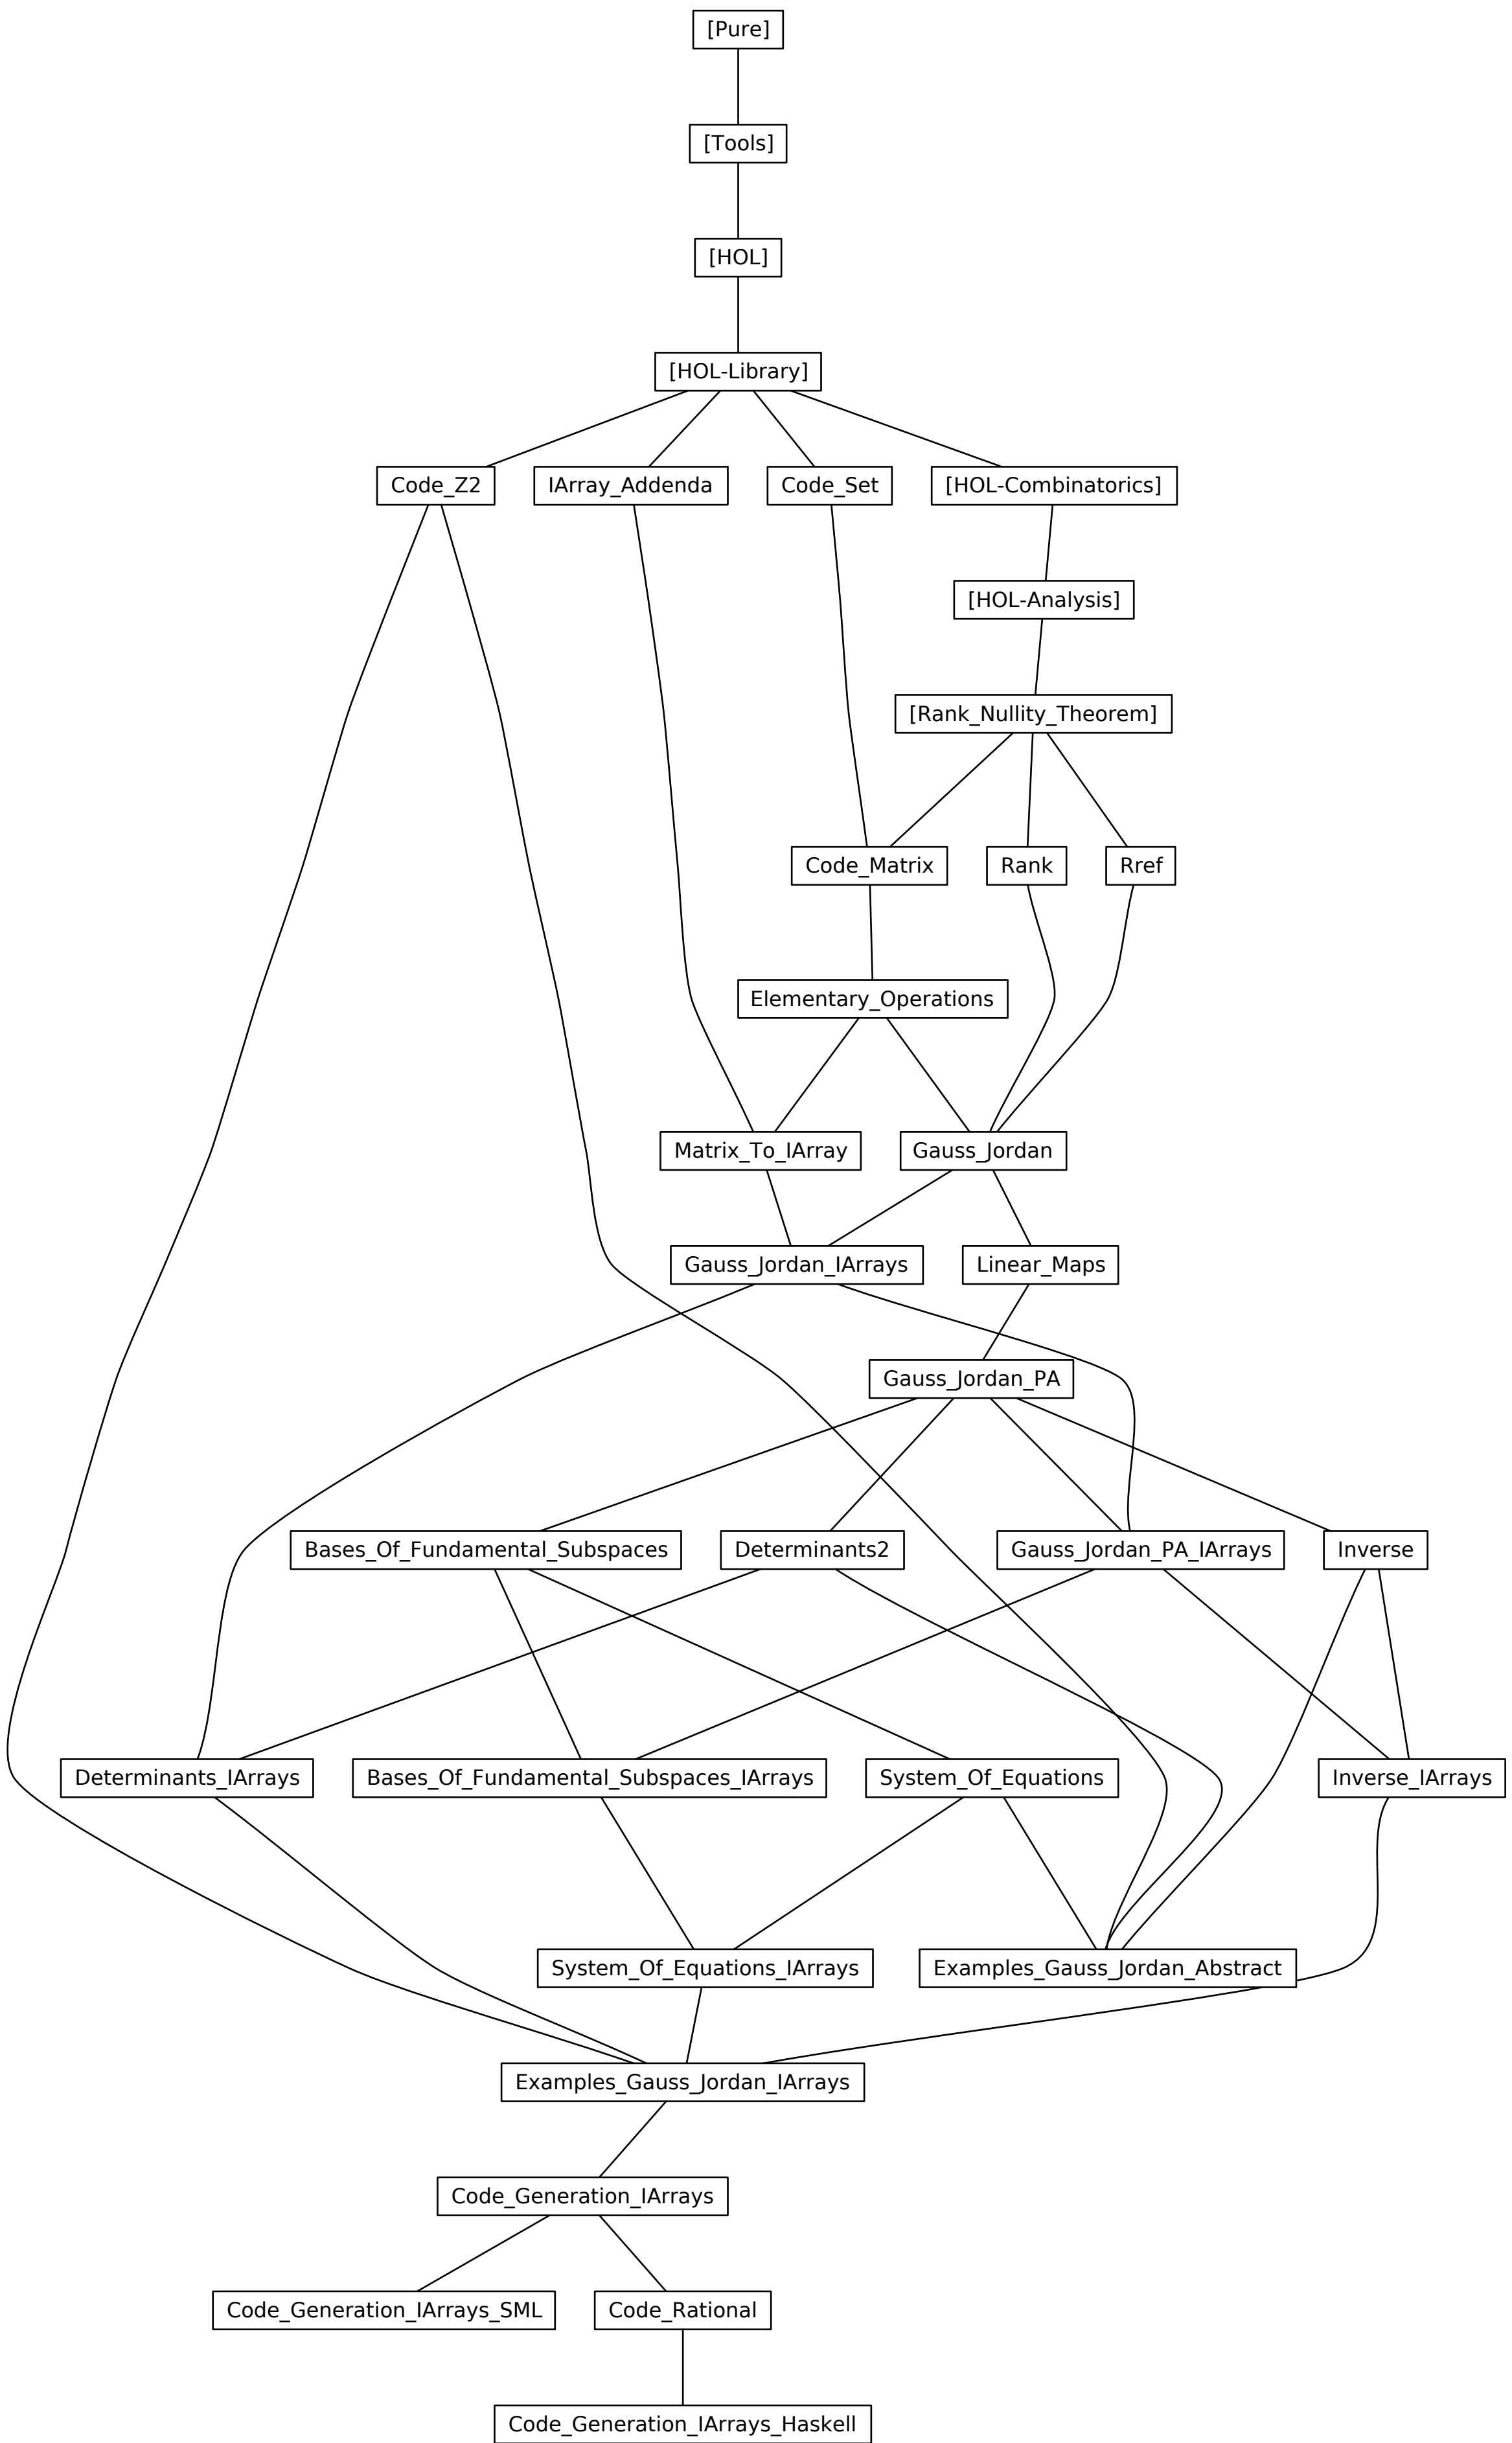 [Pure]
[Tools]
[HOL]
[HOL-Library]
Code_Z2
IArray_Addenda
Code_Set
[HOL-Combinatorics]
[HOL-Analysis]
[Rank_Nullity_Theorem]
Code_Matrix
Rank
Rref
Elementary_Operations
Matrix_To_IArray
Gauss_Jordan
Gauss_Jordan_IArrays
Linear_Maps
Gauss_Jordan_PA
Bases_Of_Fundamental_Subspaces
Determinants2
Gauss_Jordan_PA_IArrays
Inverse
Determinants_IArrays
Bases_Of_Fundamental_Subspaces_IArrays
System_Of_Equations
Inverse_IArrays
System_Of_Equations_IArrays
Examples_Gauss_Jordan_Abstract
Examples_Gauss_Jordan_IArrays
Code_Generation_IArrays
Code_Generation_IArrays_SML
Code_Rational
Code_Generation_IArrays_Haskell